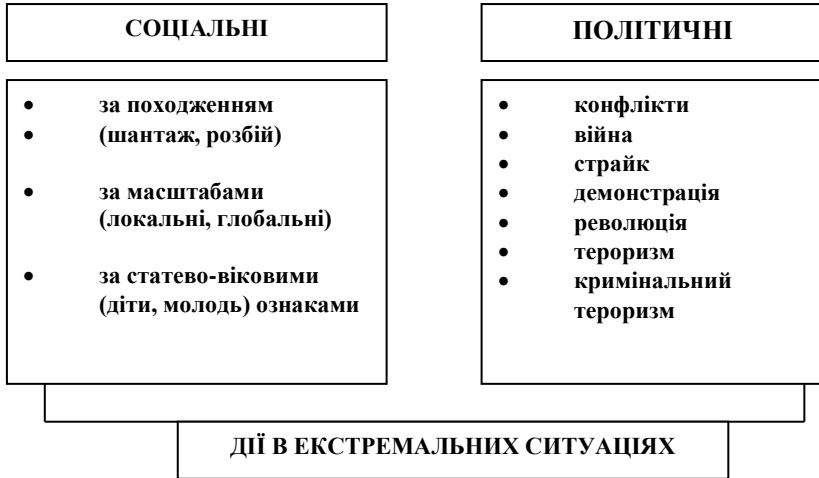 СОЦІАЛЬНІ
• за походженням
• (шантаж, розбій)
• за масштабами
(локальні, глобальні)
• за статево-віковими
(діти, молодь) ознаками
ПОЛІТИЧНІ
• конфлікти
• війна
• страйк
• демонстрація
• революція
• тероризм
• кримінальний
тероризм
ДІЇ В ЕКСТРЕМАЛЬНИХ СИТУАЦІЯХ